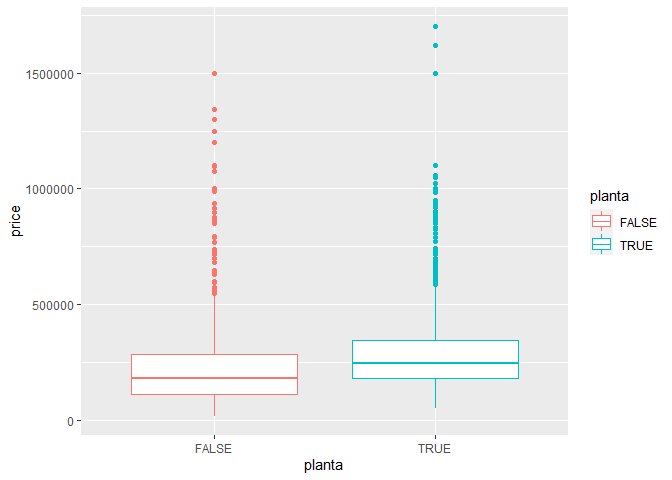 1500000
1000000
500000
0
price
FALSE
TRUE
planta
planta
FALSE
TRUE